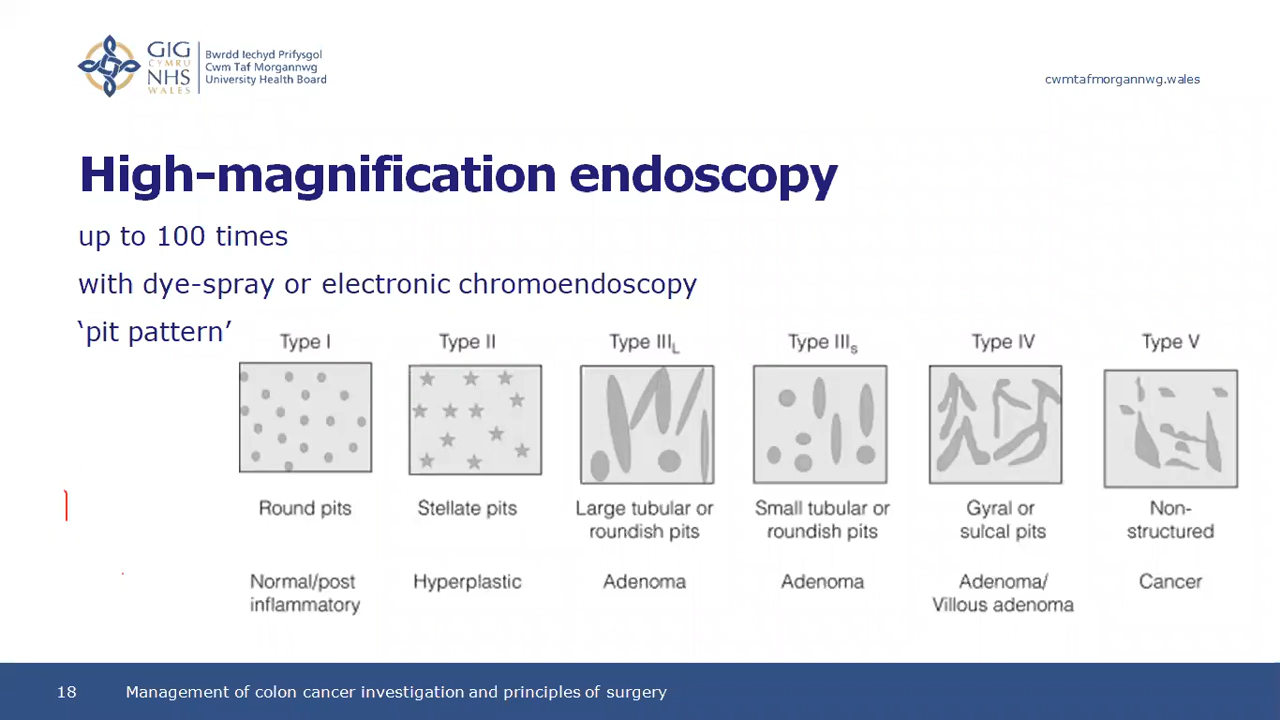 GIG
CYMRU
NHS
WALES
Bwrdd Iechyd Prifysgol
Cwm Taf Morgannwg
University Health Board
cwmtafmorgannwg.wales
High-magnification endoscopy
up to 100 times
with dye-spray or electronic chromoendoscopy
‘pit pattern’
Type I
Type II
Type IIIL
Type IIIs
Type IV
Type V
Round pits
Stellate pits
Large tubular or
roundish pits
Small tubular or
roundish pits
Gyral or
sulcal pits
Non-
structured
Normal/post
inflammatory
Hyperplastic
Adenoma
Adenoma
Adenoma/
Villous adenoma
Cancer
18
Management of colon cancer investigation and principles of surgery